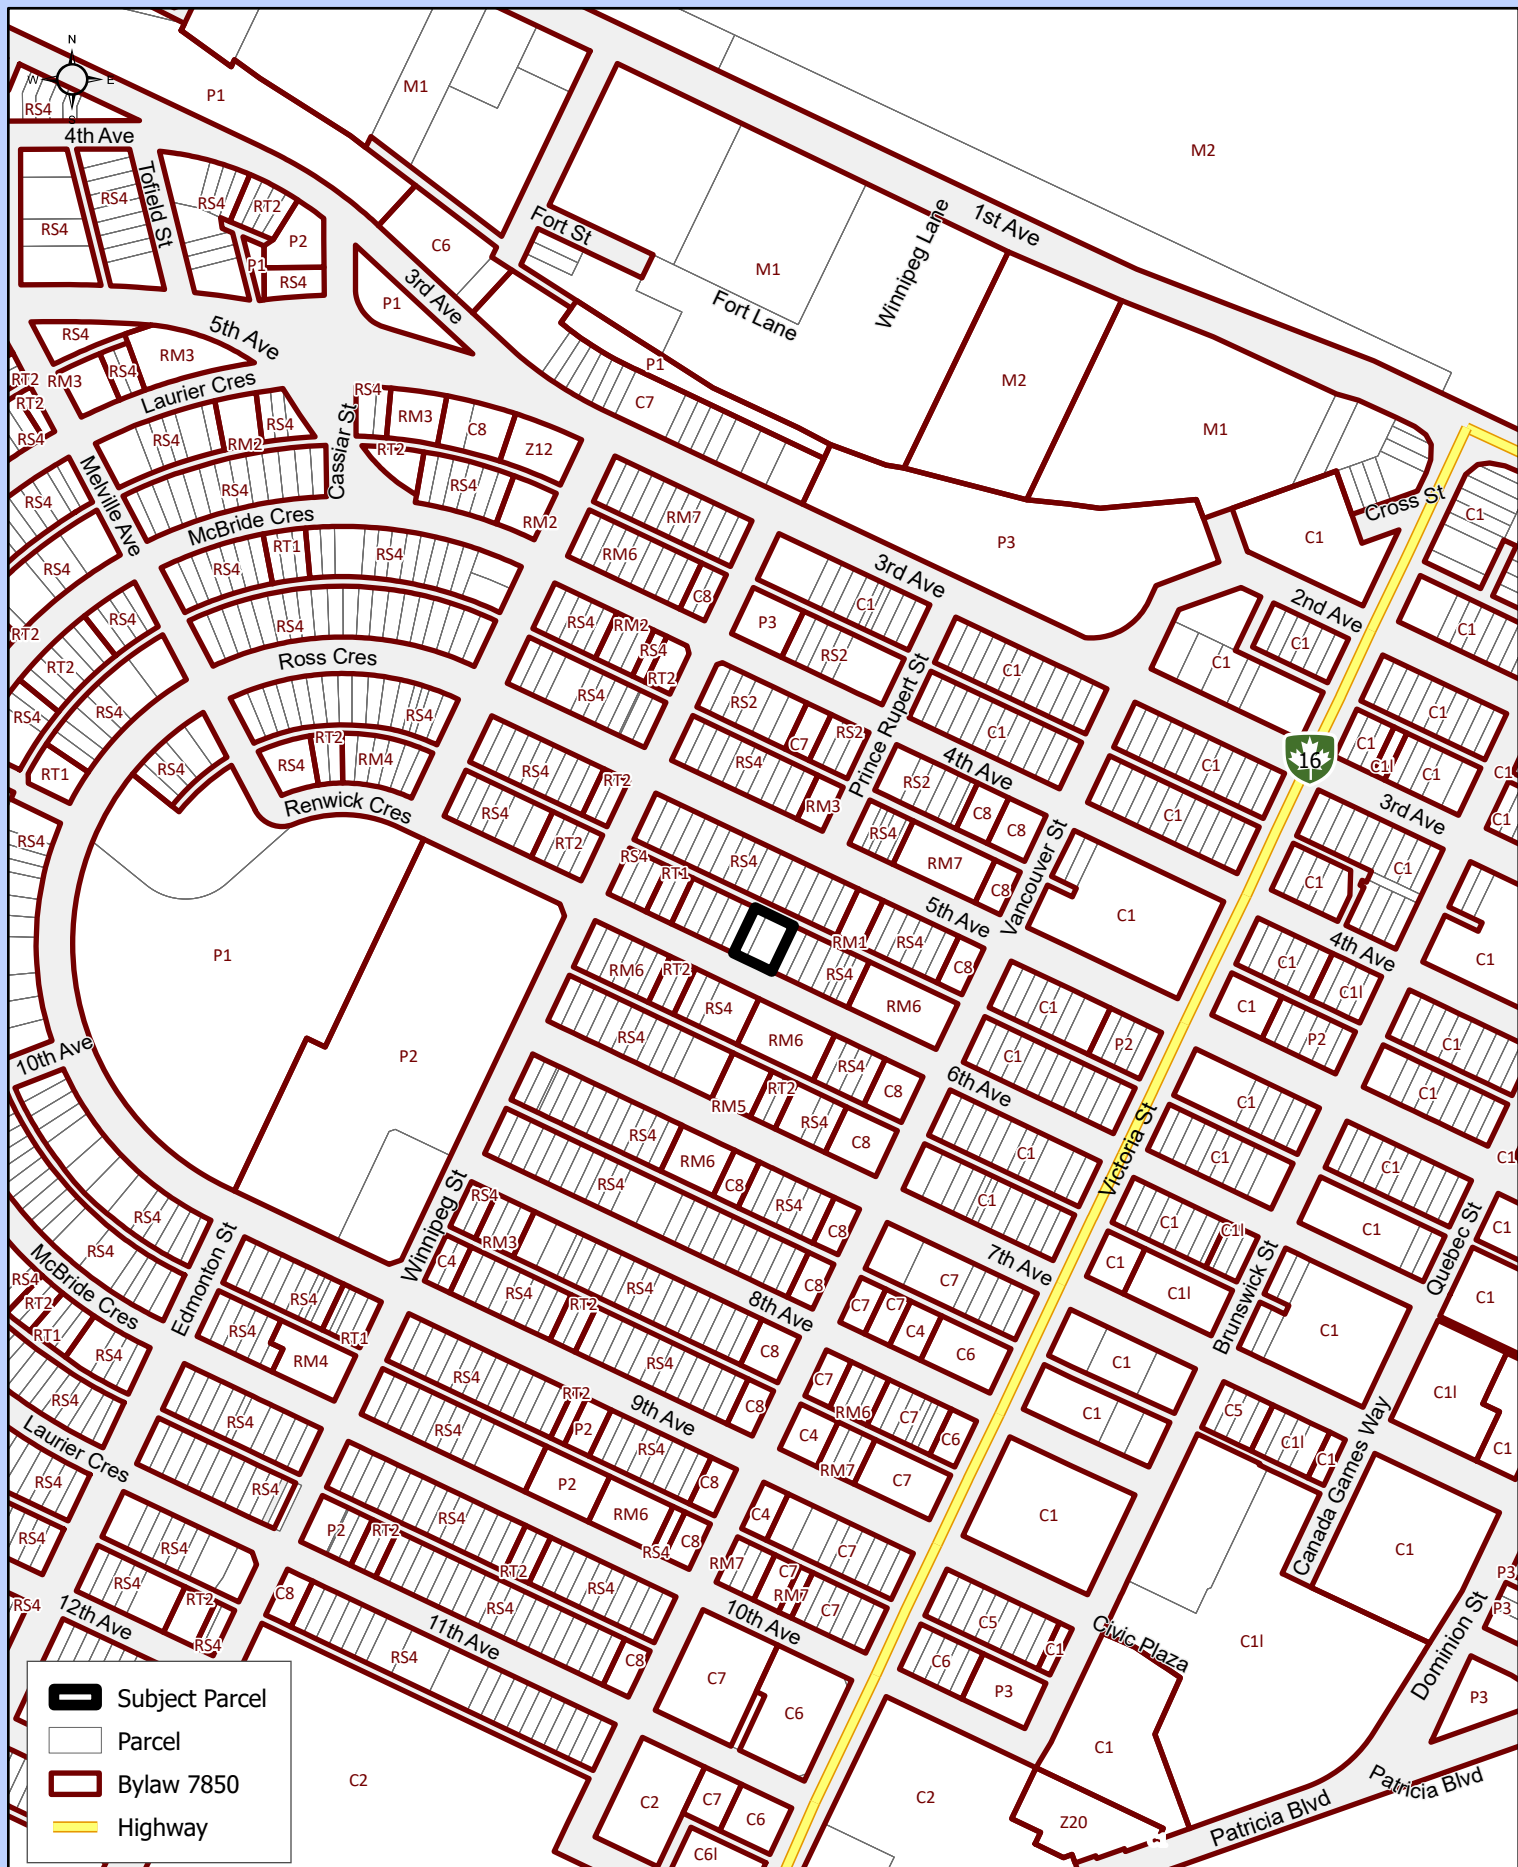 N
W
E
S
P1
M1
M2
RS4
4th Ave
RS4
RS4
Tofield St
RS4
RT2
P2
P1
RS4
C6
Fort St
M1
Fort Lane
Winnipeg Lane
1st Ave
3rd Ave
P1
P1
M2
M1
C7
5th Ave
RS4
RM3
RS4
RM3
RT2
RT2
RS4
Laurier Cres
RS4
RM2
RS4
RS4
RM3
C8
Z12
Cassiar St
RT2
RS4
RM2
RS4
Melville Ave
RS4
McBride Cres
RS4
RT1
RS4
RS4
RS4
Ross Cres
RT2
RS4
RT2
RS4
RS4
RT1
RS4
RS4
RT2
RS4
RM4
Renwick Cres
RS4
RM7
RM6
C8
3rd Ave
P3
C1
Cross St
C1
C1
2nd Ave
C1
C1
C1
P3
RS2
C1
RS4
RM2
RS4
RT2
RS4
RS2
C7
RS2
Prince Rupert St
C1
C1
4th Ave
RS4
RM3
RS4
RT2
RS4
RT2
RS2
C8
C8
RS4
RM7
C8
Vancouver St
C1
C1
16
C1
C1
C1I
C1
C1
C1
3rd Ave
C1
C1
RS4
RS4
RT1
5th Ave
RM1
RS4
C8
RS4
RM6
C1
4th Ave
C1
P1
P2
10th Ave
RM6
RT2
RS4
RM6
RS4
C8
RS4
RM5
RT2
RS4
C8
6th Ave
C1
P2
C1
C1
C1I
C1
P2
C1
C1
C1
C1
C1
Victoria St
C1
C1
RS4
RM6
C8
RS4
C8
RS4
C8
7th Ave
C1
C1I
C1
C1I
C1
C1
C1
Quebec St
Brunswick St
RS4
RS4
McBride Cres
RS4
RT2
RT1
RS4
RS4
Edmonton St
Winnipeg St
RS4
RM3
RS4
C4
RS4
RT2
RS4
C8
C8
8th Ave
C7
C7
C7
C4
C6
C1
C1
C1
C1
C1I
C1
RS4
RT1
RS4
RM4
RS4
RT2
RS4
P2
RS4
C8
9th Ave
P2
RM6
RS4
C8
C7
RM6
C7
C6
C4
RM7
C7
C5
C1I
C1
Canada Games Way
C1
C1
Laurier Cres
RS4
RS4
RS4
RS4
RS4
RT2
RS4
RS4
12th Ave
RS4
RT2
RS4
P2
RT2
RS4
C8
RS4
11th Ave
C8
RS4
C4
C7
RM7
C7
RM7
C7
10th Ave
C7
C6
C5
C1
C6
P3
Civic Plaza
C1I
C1
Z20
P3
P3
P3
Dominion St
Patricia Blvd
Patricia Blvd
C2
C2
C7
C6
C6I
C2
Subject Parcel
Parcel
Bylaw 7850
Highway